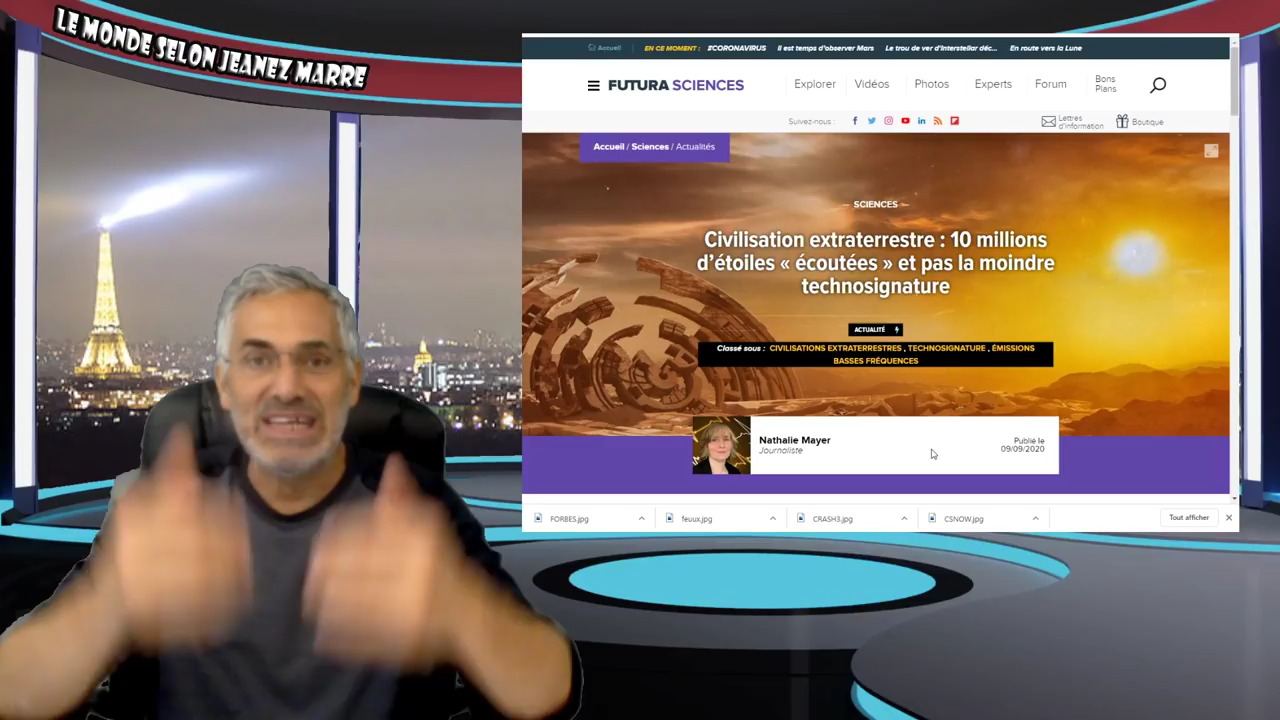 LE MONDE SELON JEANEZ MARRE
Accueil
EN CE MOMENT : #CORONAVIRUS Il est temps d'observer Mars Le trou de ver d'Interstellar déc... En route vers la Lune
FUTURA SCIENCES
Explorer Vidéos Photos Experts Forum Bons
Plans
Suivez-nous :
Lettres
d'information
Boutique
Accueil / Sciences / Actualités
SCIENCES
Civilisation extraterrestre : 10 millions
d'étoiles « écoutées » et pas la moindre
technosignature
ACTUALITÉ
Classé sous : CIVILISATIONS EXTRATERRESTRES , TECHNOSIGNATURE , ÉMISSIONS
BASSES FRÉQUENCES
Nathalie Mayer
Journaliste
Publié le
09/09/2020
FORBES.jpg feuux.jpg CRASH3.jpg CSNOW.jpg Tout afficher